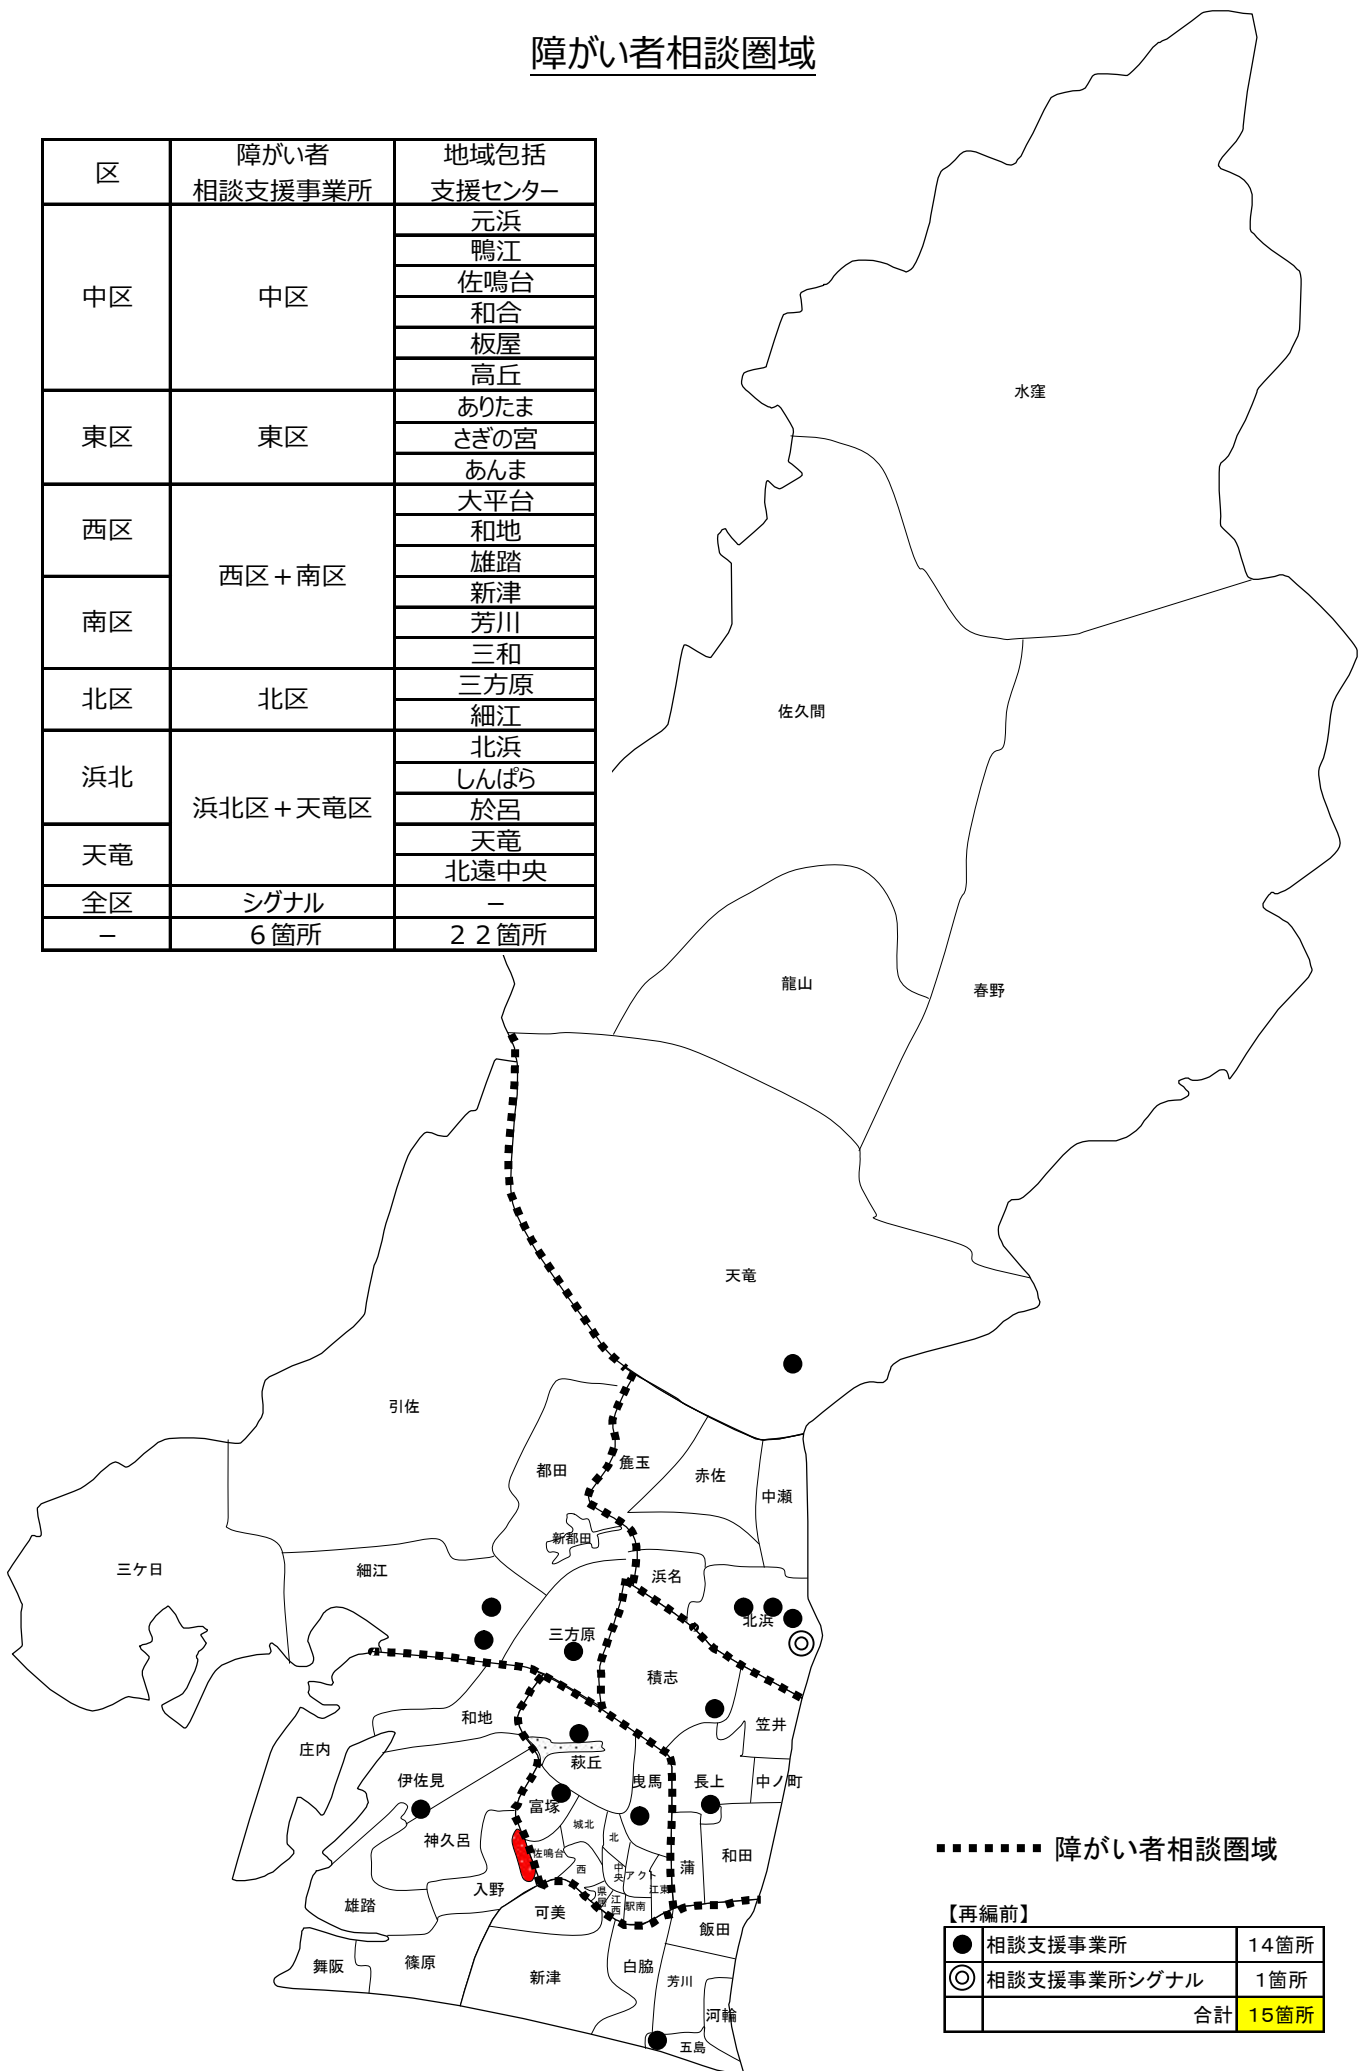 障がい者相談圏域
区 障がい者 相談支援事業所 地域包括 支援センター
中区 中区 元浜
鴨江
佐鳴台
和合
板屋
高丘
東区 東区 ありたま
さぎの宮
あんま
西区 西区＋南区 大平台
和地
雄踏
南区 新津
芳川
三和
北区 北区 三方原
細江
浜北 浜北区＋天竜区 北浜
しんぱら
於呂
天竜 天竜
北遠中央
全区 シグナル －
－ 6箇所 22箇所
水窪
佐久間
龍山
春野
天竜
引佐
都田
麁玉
赤佐
中瀬
新都田
三ケ日
細江
浜名
北浜
三方原
積志
和地
笠井
庄内
萩丘
伊佐見
曳馬
長上
中ノ町
富塚
城北
北
神久呂
佐鳴台
西
中央
アクト
蒲
和田
入野
県居
江西
駅南
江東
雄踏
可美
飯田
舞阪
篠原
新津
白脇
芳川
河輪
五島
障がい者相談圏域
【再編前】
● 相談支援事業所 14箇所
◎ 相談支援事業所シグナル 1箇所
合計 15箇所